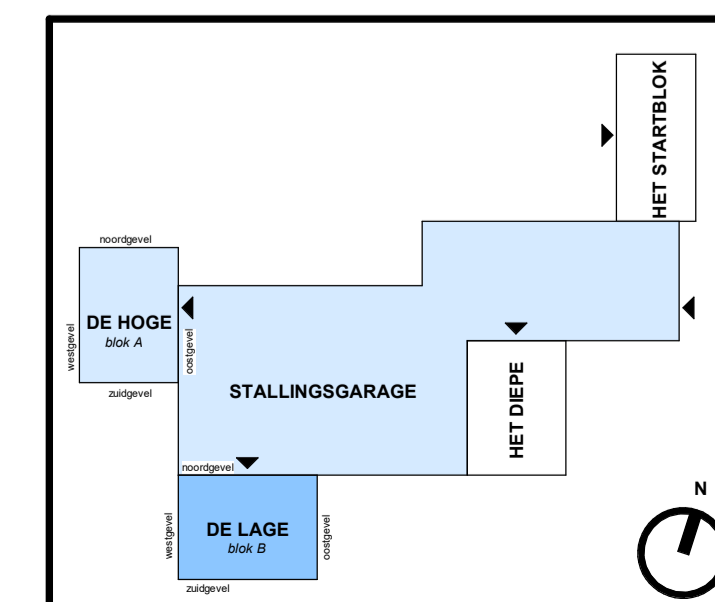 HET STARTBLOK
noordgevel
DE HOGE
blok A
westgevel
oostgevel
zuidgevel
STALLINGSGARAGE
HET DIEPE
noordgevel
DE LAGE
blok B
westgevel
oostgevel
zuidgevel
N